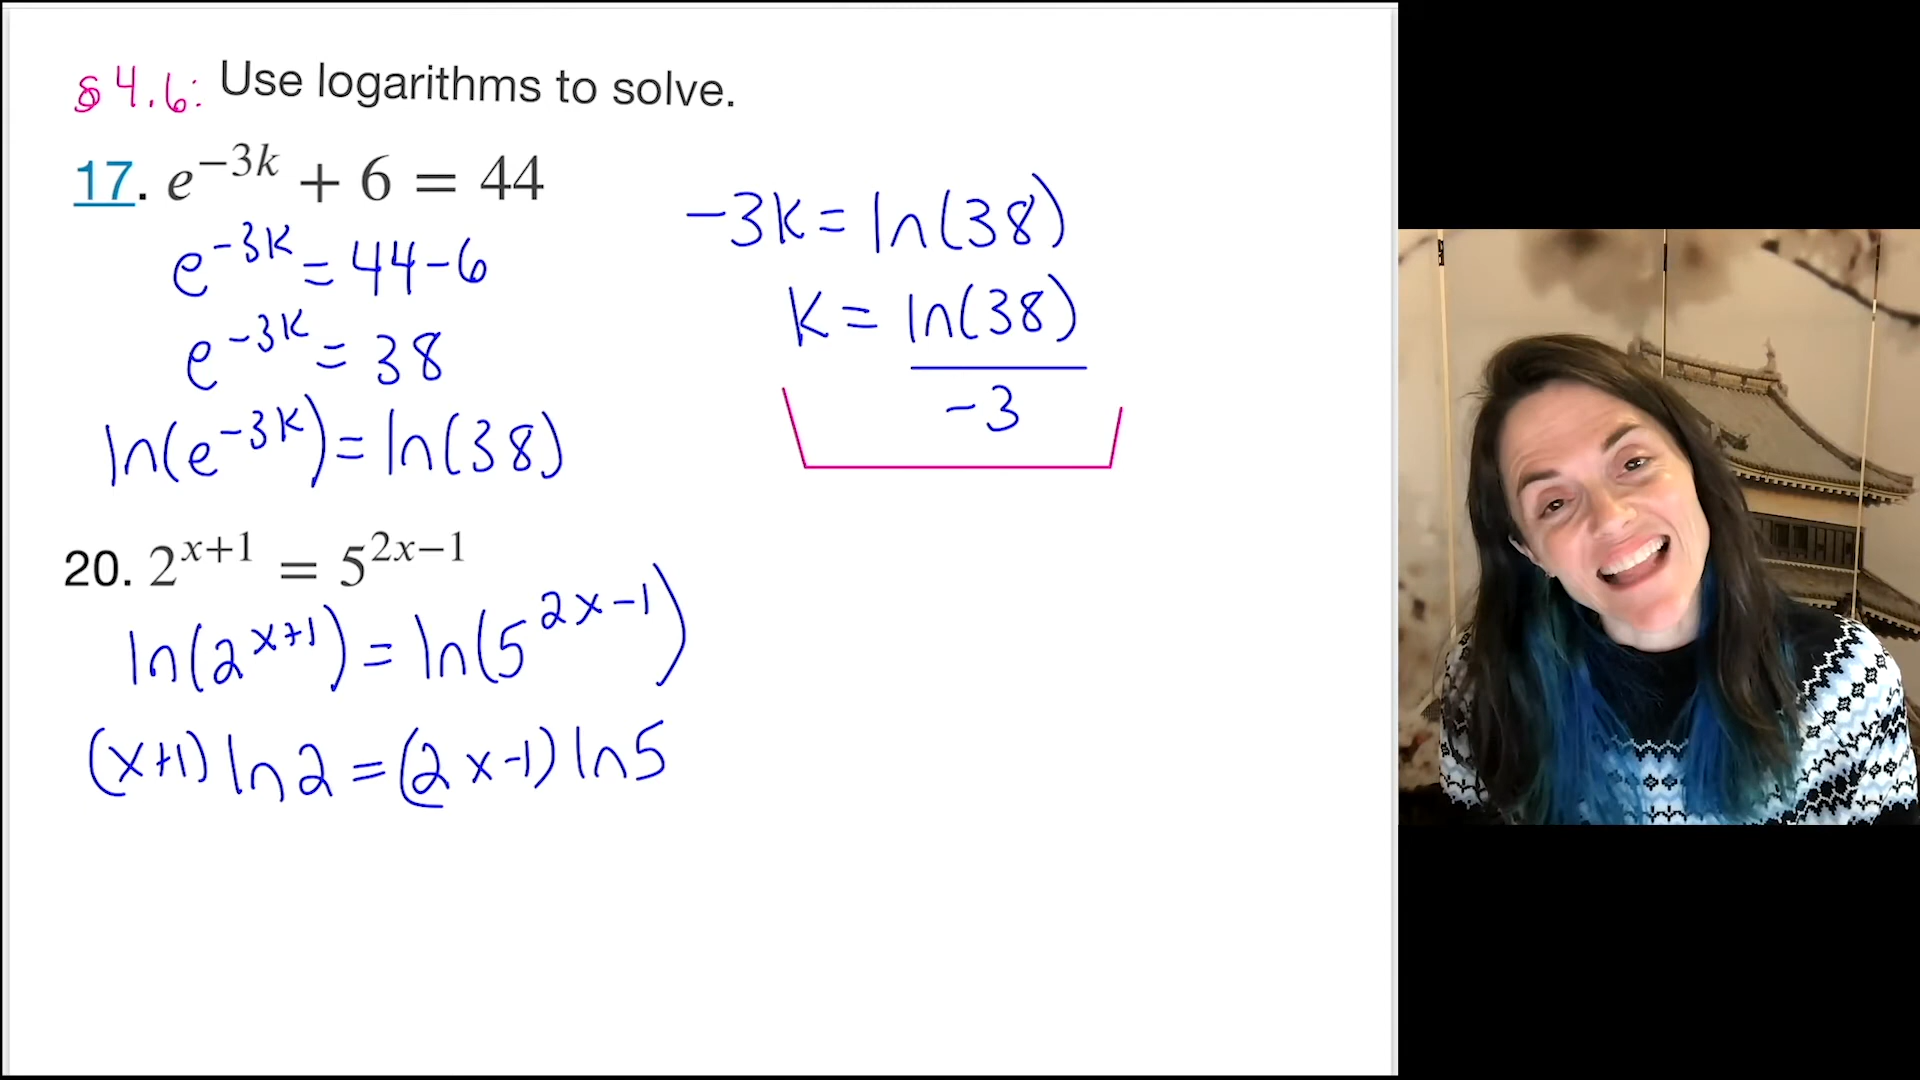 §4.6: Use logarithms to solve.
17. e^{-3k} + 6 = 44
e^{-3k} = 44-6
e^{-3k} = 38
ln(e^{-3k}) = ln(38)
-3k = ln(38)
k = ln(38)
-3
20. 2^{x+1} = 5^{2x-1}
ln(2^{x+1}) = ln(5^{2x-1})
(x+1) ln2 = (2x-1) ln5